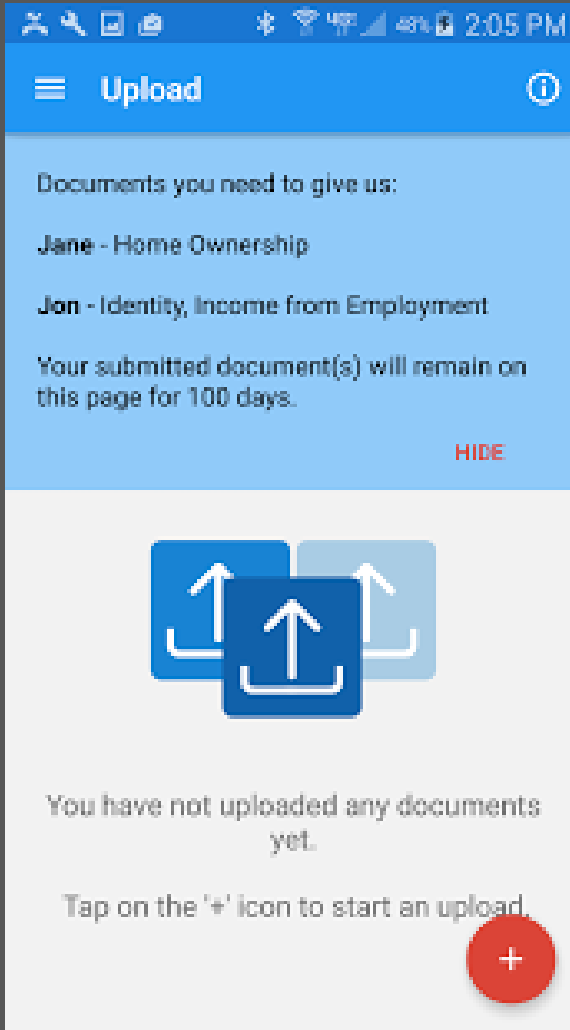 48% 2:05 PM
Upload
Documents you need to give us:
Jane - Home Ownership
Jon - Identity, Income from Employment
Your submitted document(s) will remain on
this page for 100 days.
HIDE
You have not uploaded any documents
yet.
Tap on the '+' icon to start an upload.
+